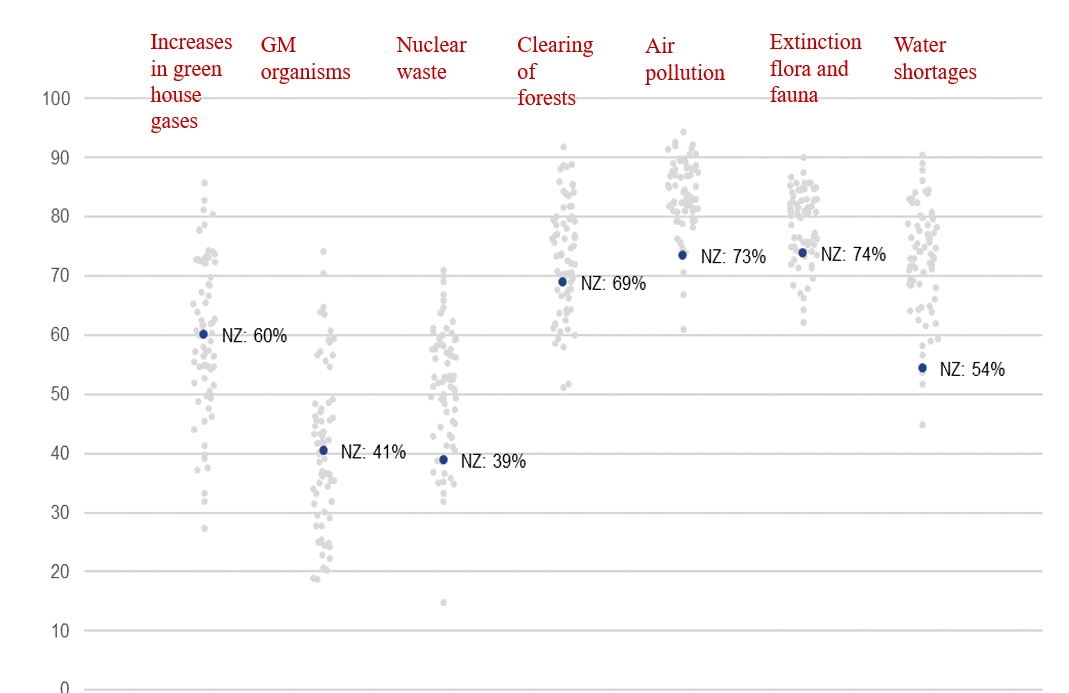 Increases
in green
house
gases
GM
organisms
Nuclear
waste
Clearing
of
forests
Air
pollution
Extinction
flora and
fauna
Water
shortages
100
90
80
70
60
50
40
30
20
10
0
NZ: 60%
NZ: 41%
NZ: 39%
NZ: 69%
NZ: 73%
NZ: 74%
NZ: 54%